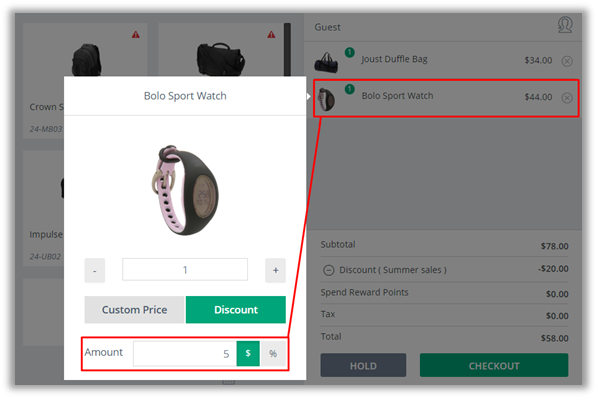 Guest
1
Joust Duffle Bag
$34.00
1
Bolo Sport Watch
$44.00
Crown S
24-MB03
Impulse
24-UB02
Bolo Sport Watch
-
1
+
Custom Price
Discount
Amount
5
$
%
Subtotal
$78.00
Discount ( Summer sales )
-$20.00
Spend Reward Points
$0.00
Tax
$0.00
Total
$58.00
HOLD
CHECKOUT